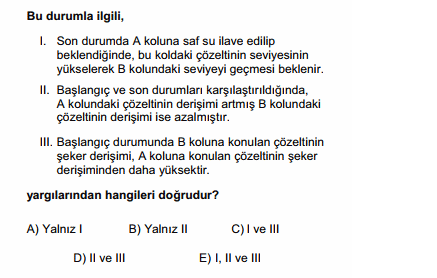 Bu durumla ilgili,
I. Son durumda A koluna saf su ilave edilip
beklendiğinde, bu koldaki çözeltinin seviyesinin
yükselerek B kolundaki seviyeyi geçmesi beklenir.
II. Başlangıç ve son durumları karşılaştırıldığında,
A kolundaki çözeltinin derişimi artmış B kolundaki
çözeltinin derişimi ise azalmıştır.
III. Başlangıç durumunda B koluna konulan çözeltinin
şeker derişimi, A koluna konulan çözeltinin şeker
derişiminden daha yüksektir.
yargılarından hangileri doğrudur?
A) Yalnız I B) Yalnız II C) I ve III
D) II ve III E) I, II ve III